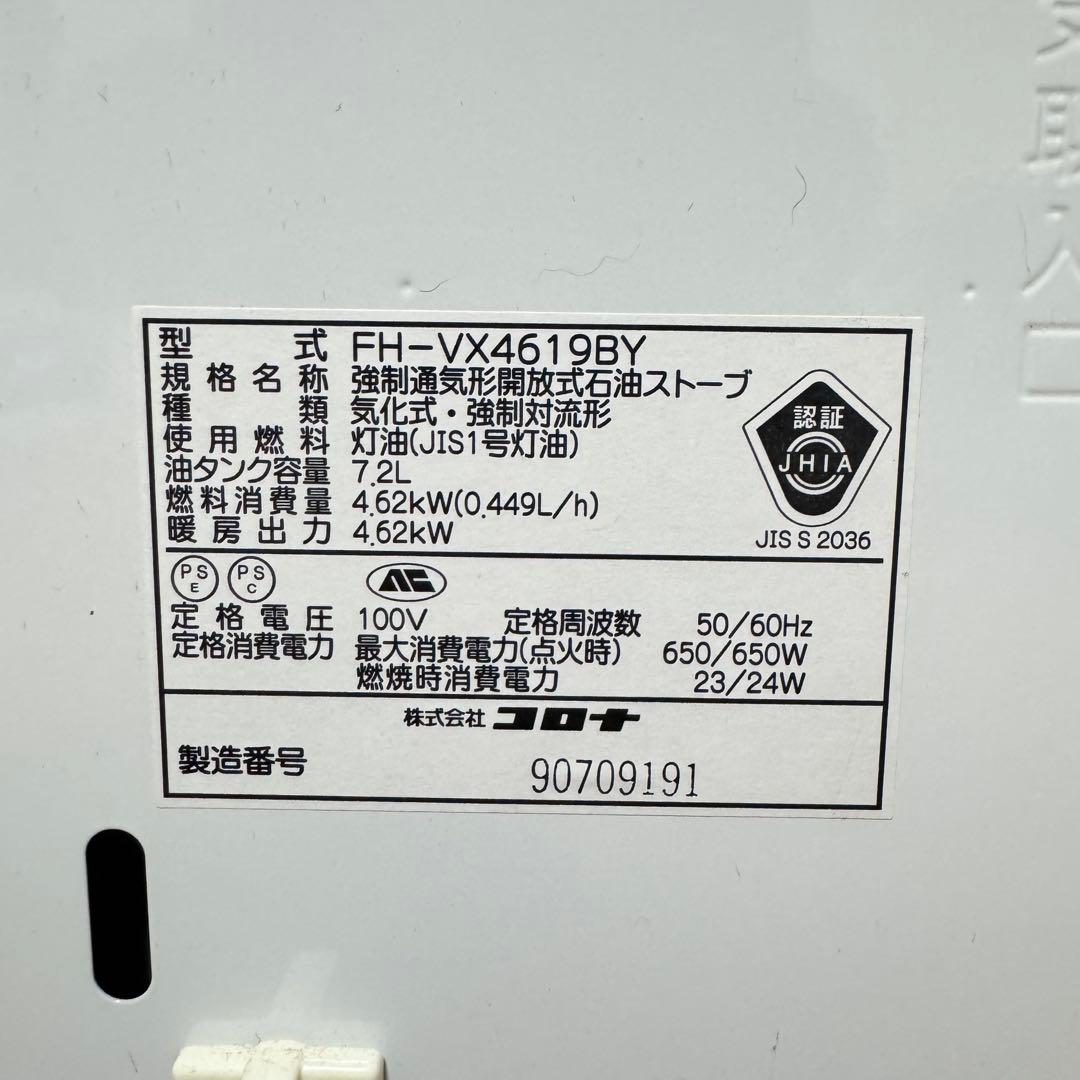 型式 FH-VX4619BY
規格名称 強制通気形開放式石油ストーブ
種類 気化式・強制対流形
使用燃料 灯油(JIS1号灯油)
油タンク容量 7.2L
燃料消費量 4.62kW(0.449L/h)
暖房出力 4.62kW
認証
JHIA
JIS S 2036
PS E PS C
定格電圧 100V 定格周波数 50/60Hz
定格消費電力 最大消費電力(点火時) 650/650W
燃焼時消費電力 23/24W
株式会社 コロナ
製造番号 90709191
取入口